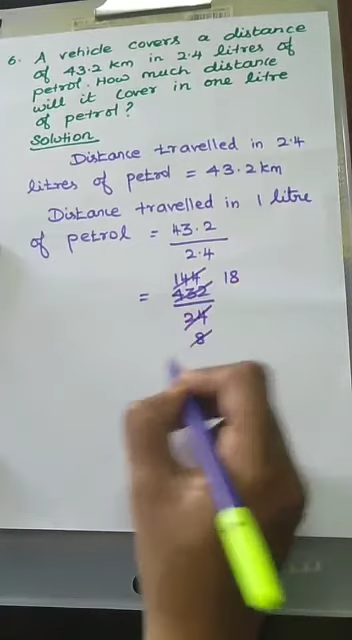 6. A vehicle covers a distance
of 43.2 km in 2.4 litres of
petrol. How much distance
will it cover in one litre
of petrol?
Solution
Distance travelled in 2.4
litres of petrol = 43.2 km
Distance travelled in 1 litre
of petrol = 43.2
2.4
144 18
= 432
24
8